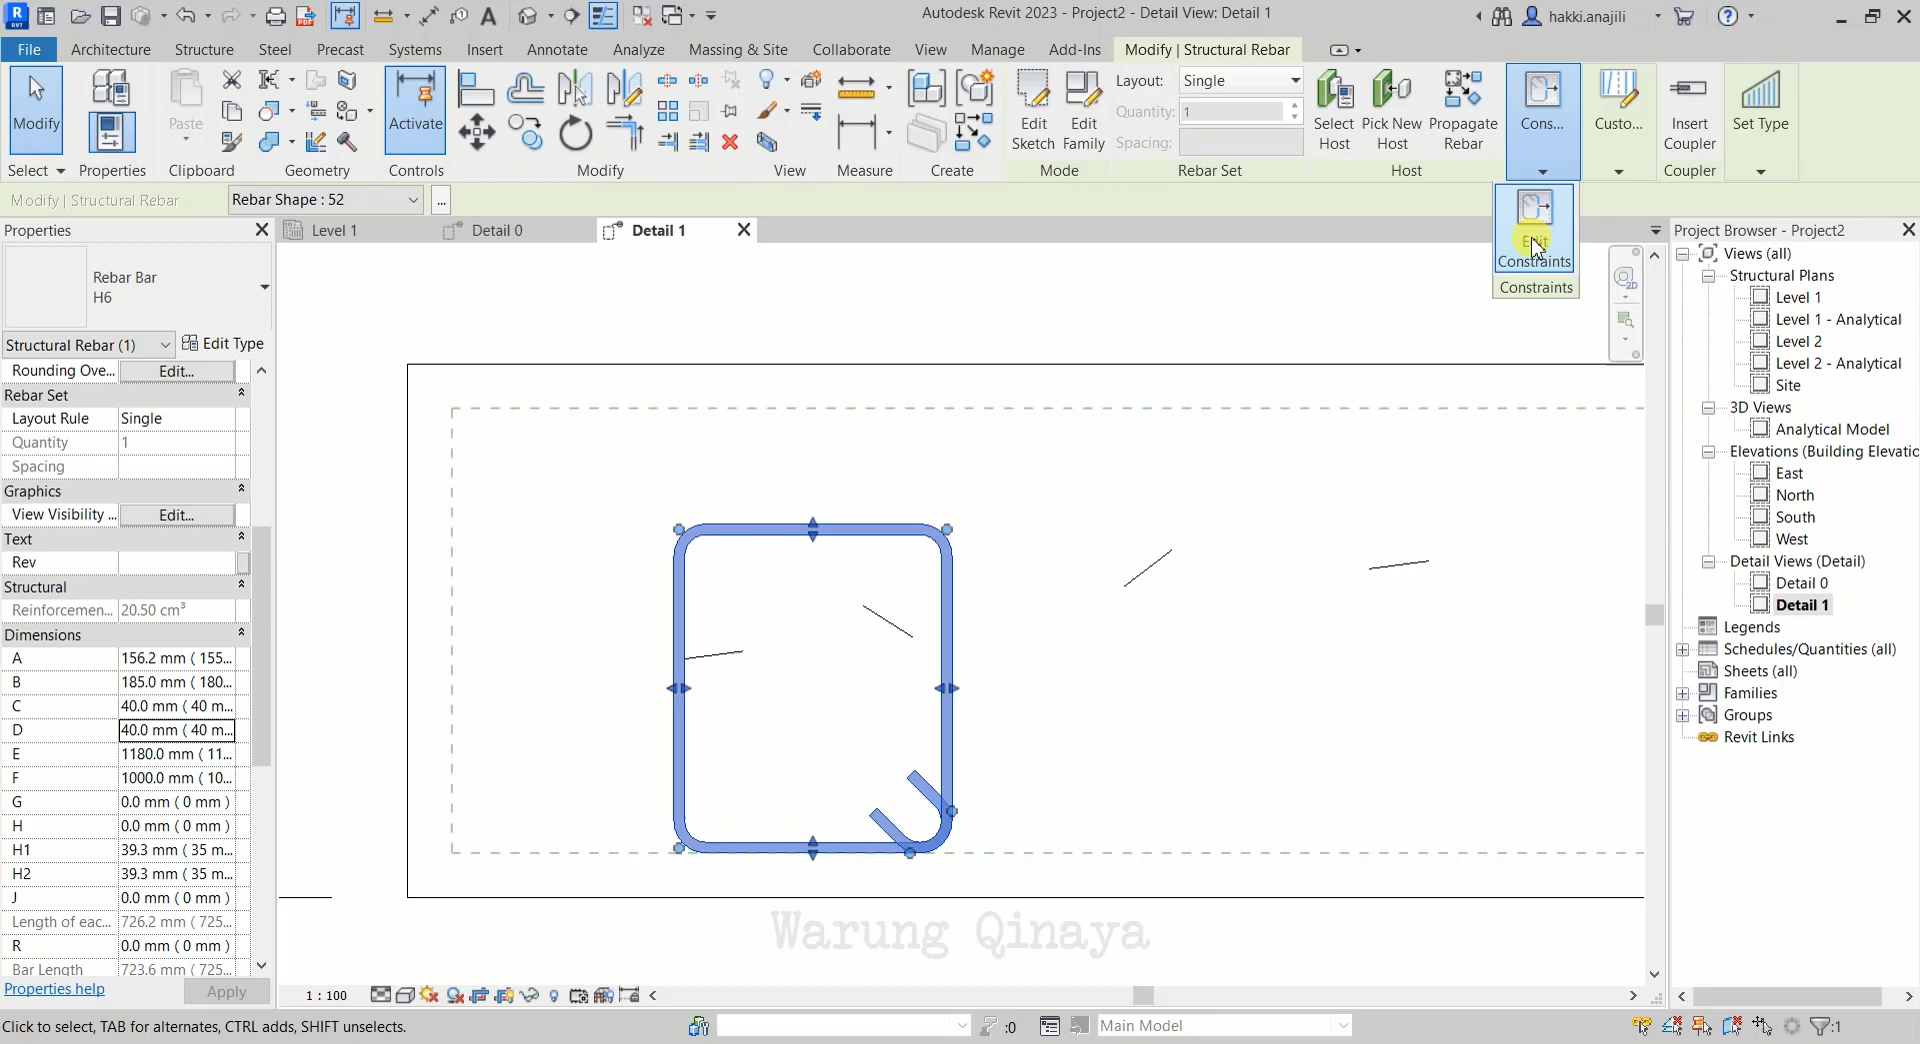 Autodesk Revit 2023 - Project2 - Detail View: Detail 1
hakki.anajili
File Architecture Structure Steel Precast Systems Insert Annotate Analyze Massing & Site Collaborate View Manage Add-Ins Modify | Structural Rebar
Modify
Paste
Activate
Edit Sketch
Edit Family
Layout: Single
Quantity: 1
Spacing:
Select Host
Pick New Host
Propagate Rebar
Cons...
Custo...
Insert Coupler
Set Type
Select Properties Clipboard Geometry Controls Modify View Measure Create Mode Rebar Set Host Coupler
Modify | Structural Rebar
Rebar Shape : 52
...
Edit Constraints
Constraints
Properties
Level 1
Detail 0
Detail 1
Rebar Bar
H6
Structural Rebar (1)
Edit Type
Rounding Ove... Edit...
Rebar Set
Layout Rule Single
Quantity 1
Spacing
Graphics
View Visibility ... Edit...
Text
Rev
Structural
Reinforcemen... 20.50 cm³
Dimensions
A 156.2 mm ( 155...
B 185.0 mm ( 180...
C 40.0 mm ( 40 m...
D 40.0 mm ( 40 m...
E 1180.0 mm ( 11...
F 1000.0 mm ( 10...
G 0.0 mm ( 0 mm )
H 0.0 mm ( 0 mm )
H1 39.3 mm ( 35 m...
H2 39.3 mm ( 35 m...
J 0.0 mm ( 0 mm )
Length of eac... 726.2 mm ( 725...
R 0.0 mm ( 0 mm )
Bar Length 723.6 mm ( 725...
Properties help
Apply
Warung Qinaya
1 : 100
Project Browser - Project2
Views (all)
Structural Plans
Level 1
Level 1 - Analytical
Level 2
Level 2 - Analytical
Site
3D Views
Analytical Model
Elevations (Building Elevatio
East
North
South
West
Detail Views (Detail)
Detail 0
Detail 1
Legends
Schedules/Quantities (all)
Sheets (all)
Families
Groups
Revit Links
Click to select, TAB for alternates, CTRL adds, SHIFT unselects.
:0
Main Model
:1